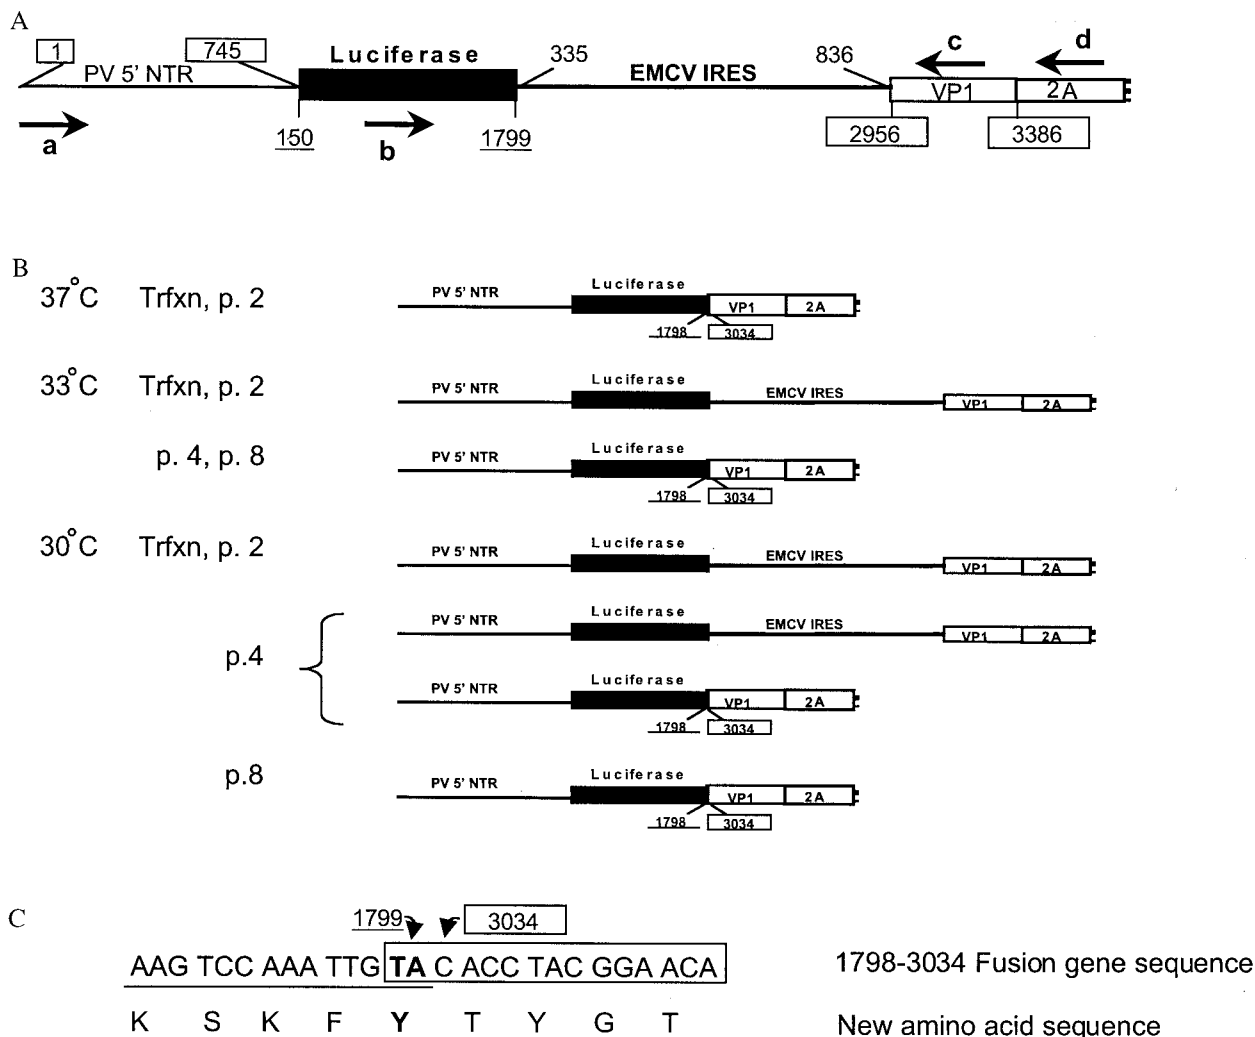 A
1 745 Luciferase 335 836 c d
PV 5' NTR EMCV IRES VP1 2A
a 150 b 1799 2956 3386
B
37°C Trfxn, p. 2 PV 5' NTR Luciferase VP1 2A
1798 3034
33°C Trfxn, p. 2 PV 5' NTR Luciferase EMCV IRES VP1 2A
p. 4, p. 8 PV 5' NTR Luciferase VP1 2A
1798 3034
30°C Trfxn, p. 2 PV 5' NTR Luciferase EMCV IRES VP1 2A
p.4
PV 5' NTR Luciferase EMCV IRES VP1 2A
PV 5' NTR Luciferase VP1 2A
1798 3034
p.8 PV 5' NTR Luciferase VP1 2A
1798 3034
C
1799 3034
AAG TCC AAA TTG TA C ACC TAC GGA ACA 1798-3034 Fusion gene sequence
K S K F Y T Y G T New amino acid sequence